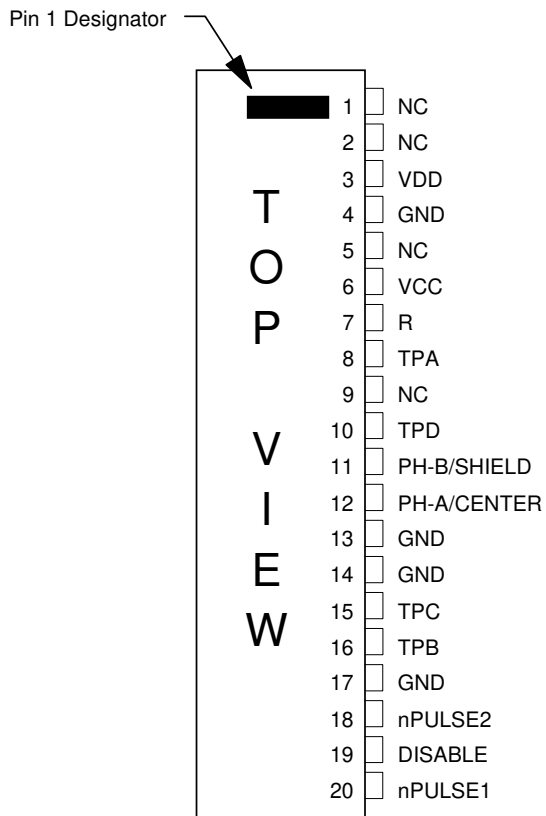 Pin 1 Designator
TOP VIEW
1 NC
2 NC
3 VDD
4 GND
5 NC
6 VCC
7 R
8 TPA
9 NC
10 TPD
11 PH-B/SHIELD
12 PH-A/CENTER
13 GND
14 GND
15 TPC
16 TPB
17 GND
18 nPULSE2
19 DISABLE
20 nPULSE1